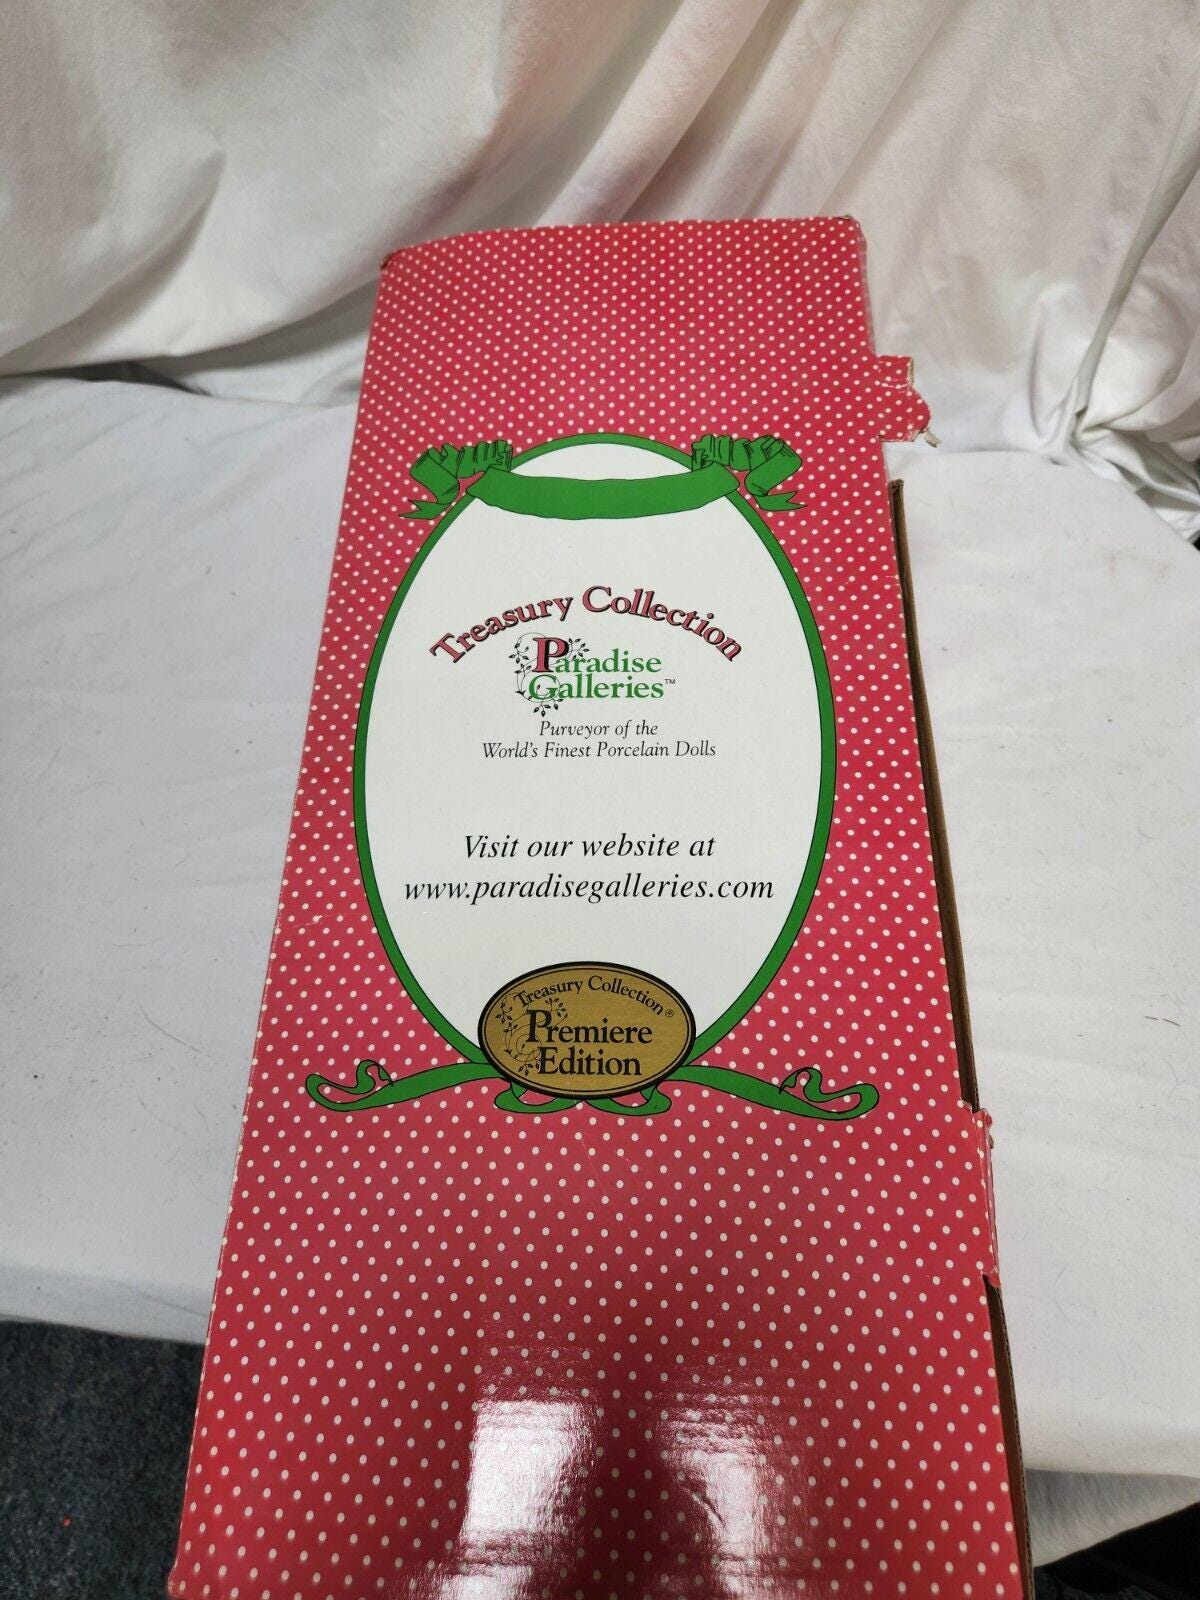 Treasury Collection
Paradise
Galleries™
Purveyor of the
World's Finest Porcelain Dolls
Visit our website at
www.paradisegalleries.com
Treasury Collection®
Premiere
Edition